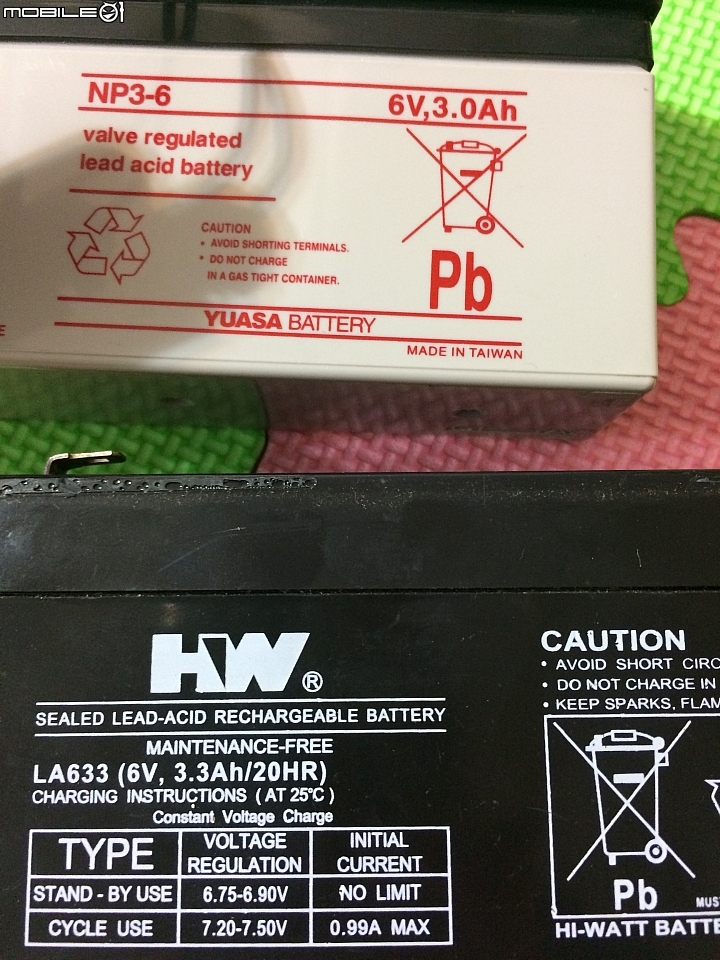 MOBILE01
NP3-6
6V,3.0Ah
valve regulated
lead acid battery
CAUTION
• AVOID SHORTING TERMINALS.
• DO NOT CHARGE
IN A GAS TIGHT CONTAINER.
Pb
YUASA BATTERY
MADE IN TAIWAN
HW®
SEALED LEAD-ACID RECHARGEABLE BATTERY
MAINTENANCE-FREE
LA633 (6V, 3.3Ah/20HR)
CHARGING INSTRUCTIONS ( AT 25℃ )
Constant Voltage Charge
TYPE VOLTAGE REGULATION INITIAL CURRENT
STAND - BY USE 6.75-6.90V NO LIMIT
CYCLE USE 7.20-7.50V 0.99A MAX
CAUTION
• AVOID SHORT
• DO NOT CHARGE IN
• KEEP SPARKS,
Pb
MUST
HI-WATT